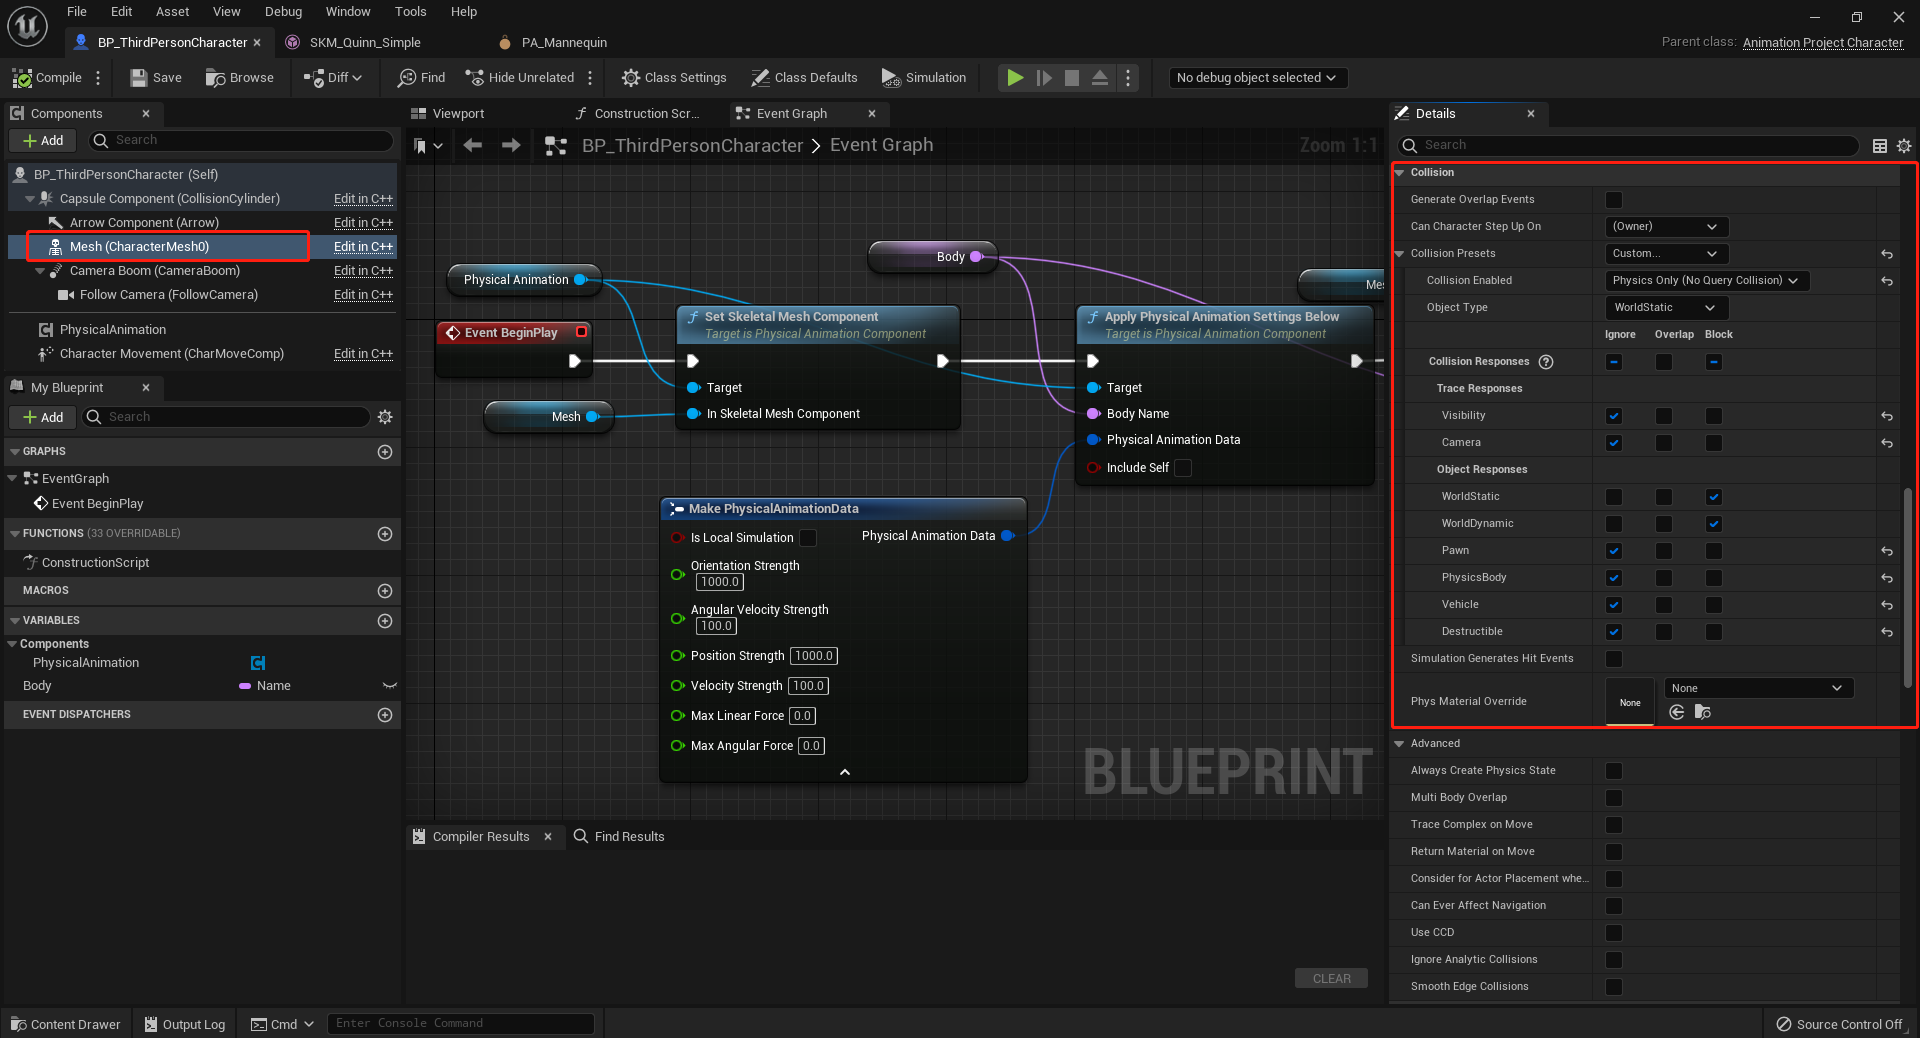 File Edit Asset View Debug Window Tools Help
BP_ThirdPersonCharacter
SKM_Quinn_Simple
PA_Mannequin
Parent class: Animation Project Character
Compile
Save
Browse
Diff
Find
Hide Unrelated
Class Settings
Class Defaults
Simulation
No debug object selected
Components
Add
Search
BP_ThirdPersonCharacter (Self)
Capsule Component (CollisionCylinder) Edit in C++
Arrow Component (Arrow) Edit in C++
Mesh (CharacterMesh0) Edit in C++
Camera Boom (CameraBoom) Edit in C++
Follow Camera (FollowCamera) Edit in C++
PhysicalAnimation
Character Movement (CharMoveComp) Edit in C++
My Blueprint
Add
Search
GRAPHS
EventGraph
Event BeginPlay
FUNCTIONS (33 OVERRIDABLE)
ConstructionScript
MACROS
VARIABLES
Components
PhysicalAnimation
Body Name
EVENT DISPATCHERS
Viewport
Construction Scr...
Event Graph
BP_ThirdPersonCharacter > Event Graph
Zoom 1:1
Physical Animation
Body
Mes
Event BeginPlay
Mesh
Set Skeletal Mesh Component
Target is Physical Animation Component
Target
In Skeletal Mesh Component
Apply Physical Animation Settings Below
Target is Physical Animation Component
Target
Body Name
Physical Animation Data
Include Self
Make PhysicalAnimationData
Is Local Simulation
Physical Animation Data
Orientation Strength
1000.0
Angular Velocity Strength
100.0
Position Strength 1000.0
Velocity Strength 100.0
Max Linear Force 0.0
Max Angular Force 0.0
BLUEPRINT
Compiler Results
Find Results
CLEAR
Details
Search
Collision
Generate Overlap Events
Can Character Step Up On (Owner)
Collision Presets Custom...
Collision Enabled Physics Only (No Query Collision)
Object Type WorldStatic
Ignore Overlap Block
Collision Responses
Trace Responses
Visibility
Camera
Object Responses
WorldStatic
WorldDynamic
Pawn
PhysicsBody
Vehicle
Destructible
Simulation Generates Hit Events
Phys Material Override None None
Advanced
Always Create Physics State
Multi Body Overlap
Trace Complex on Move
Return Material on Move
Consider for Actor Placement whe...
Can Ever Affect Navigation
Use CCD
Ignore Analytic Collisions
Smooth Edge Collisions
Content Drawer
Output Log
Cmd
Enter Console Command
Source Control Off